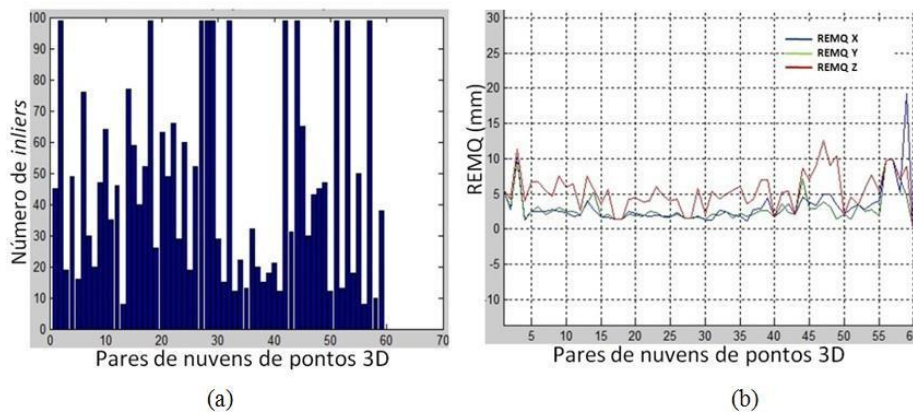 Número de inliers
100
90
80
70
60
50
40
30
20
10
0
0 10 20 30 40 50 60 70
Pares de nuvens de pontos 3D
(a)
REMQ (mm)
30
25
20
15
10
5
0
-5
-10
REMQ X
REMQ Y
REMQ Z
5 10 15 20 25 30 35 40 45 50 55
Pares de nuvens de pontos 3D
(b)